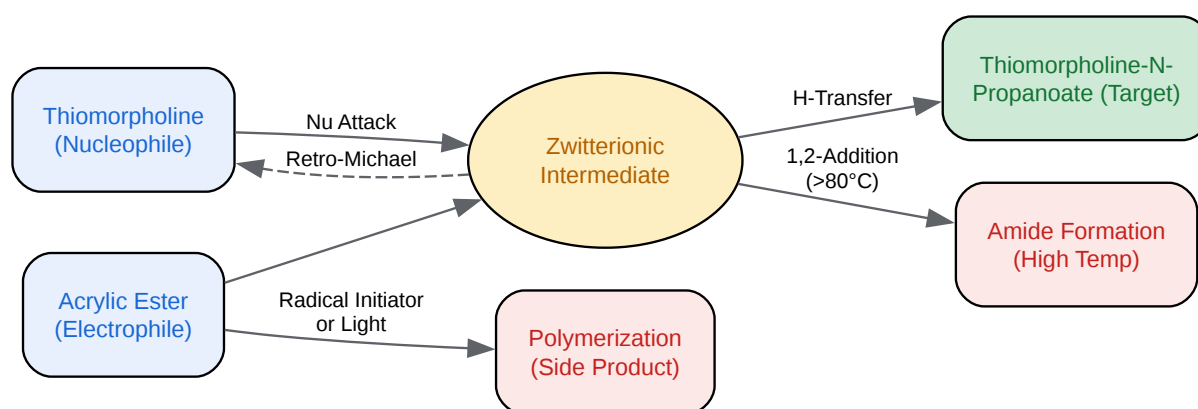 Thiomorpholine
(Nucleophile)
Nu Attack
Retro-Michael
Zwitterionic
Intermediate
H-Transfer
Thiomorpholine-N-
Propanoate (Target)
1,2-Addition
(>80°C)
Amide Formation
(High Temp)
Acrylic Ester
(Electrophile)
Radical Initiator
or Light
Polymerization
(Side Product)